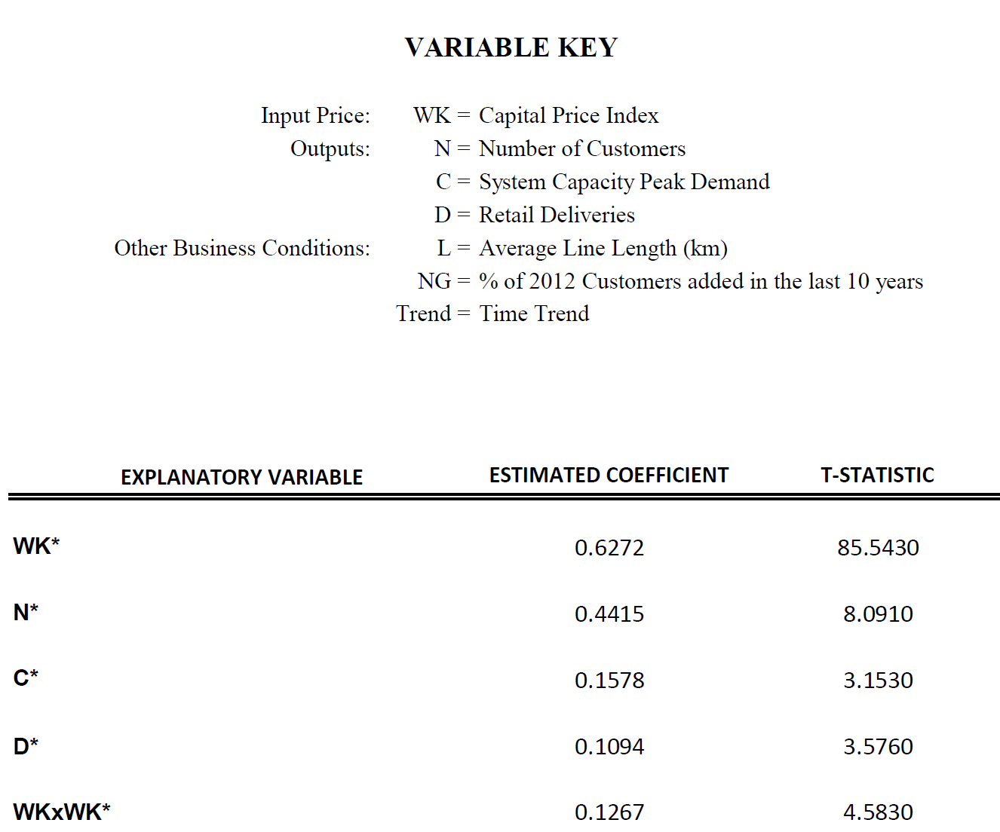 VARIABLE KEY
Input Price: WK = Capital Price Index
Outputs: N = Number of Customers
C = System Capacity Peak Demand
D = Retail Deliveries
Other Business Conditions: L = Average Line Length (km)
NG = % of 2012 Customers added in the last 10 years
Trend = Time Trend
EXPLANATORY VARIABLE ESTIMATED COEFFICIENT T-STATISTIC
WK* 0.6272 85.5430
N* 0.4415 8.0910
C* 0.1578 3.1530
D* 0.1094 3.5760
WKxWK* 0.1267 4.5830